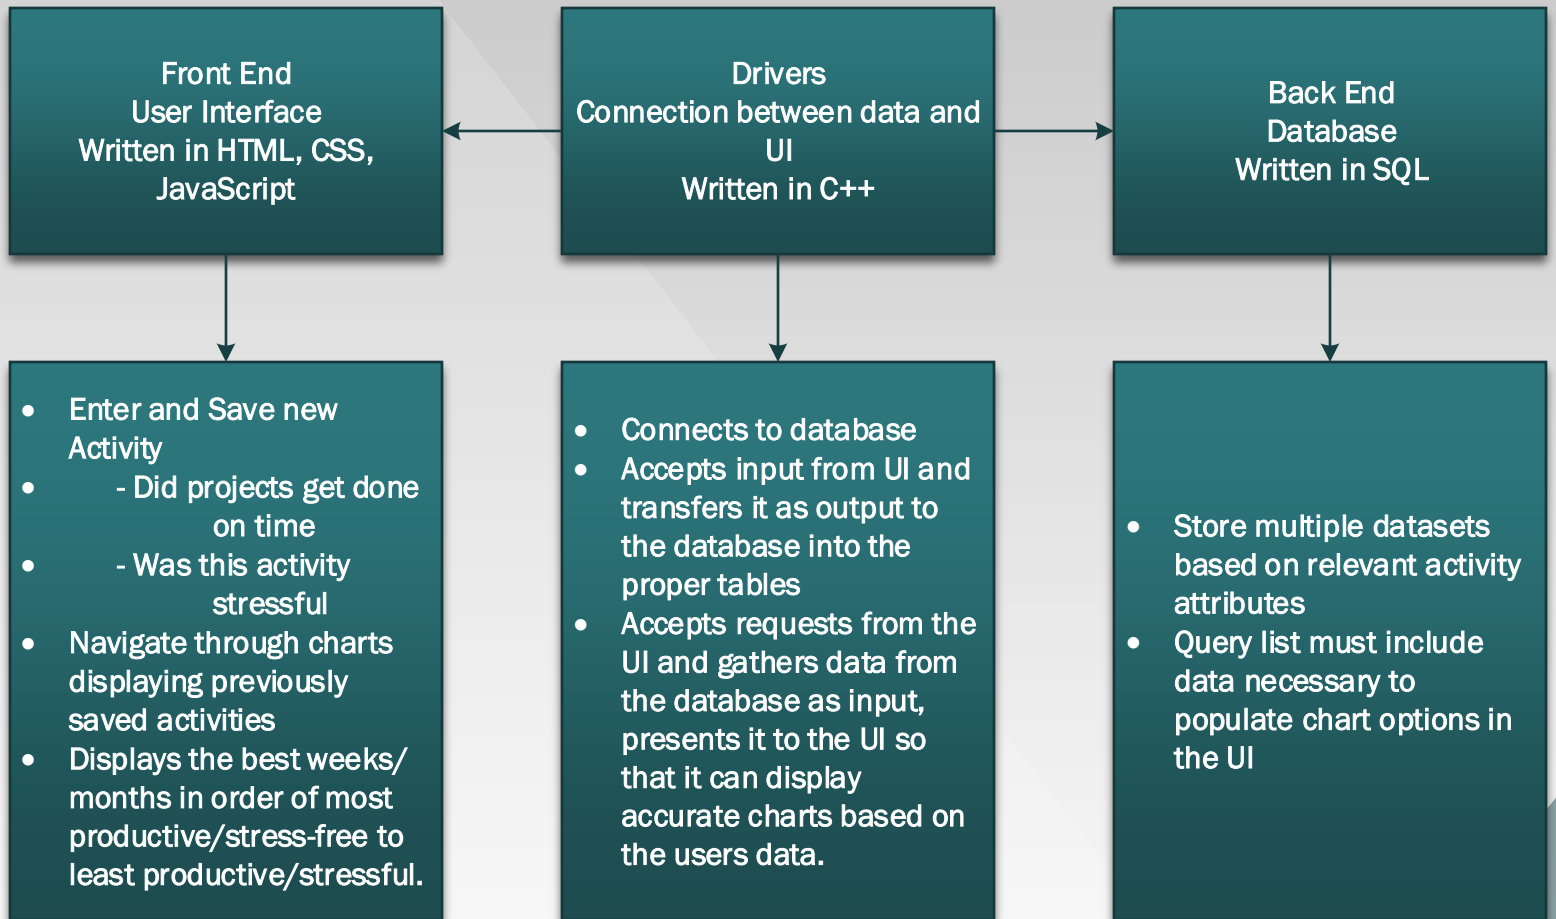 Front End
User Interface
Written in HTML, CSS,
JavaScript
Drivers
Connection between data and
UI
Written in C++
Back End
Database
Written in SQL
• Enter and Save new
Activity
• - Did projects get done
on time
• - Was this activity
stressful
• Navigate through charts
displaying previously
saved activities
• Displays the best weeks/
months in order of most
productive/stress-free to
least productive/stressful.
• Connects to database
• Accepts input from UI and
transfers it as output to
the database into the
proper tables
• Accepts requests from the
UI and gathers data from
the database as input,
presents it to the UI so
that it can display
accurate charts based on
the users data.
• Store multiple datasets
based on relevant activity
attributes
• Query list must include
data necessary to
populate chart options in
the UI